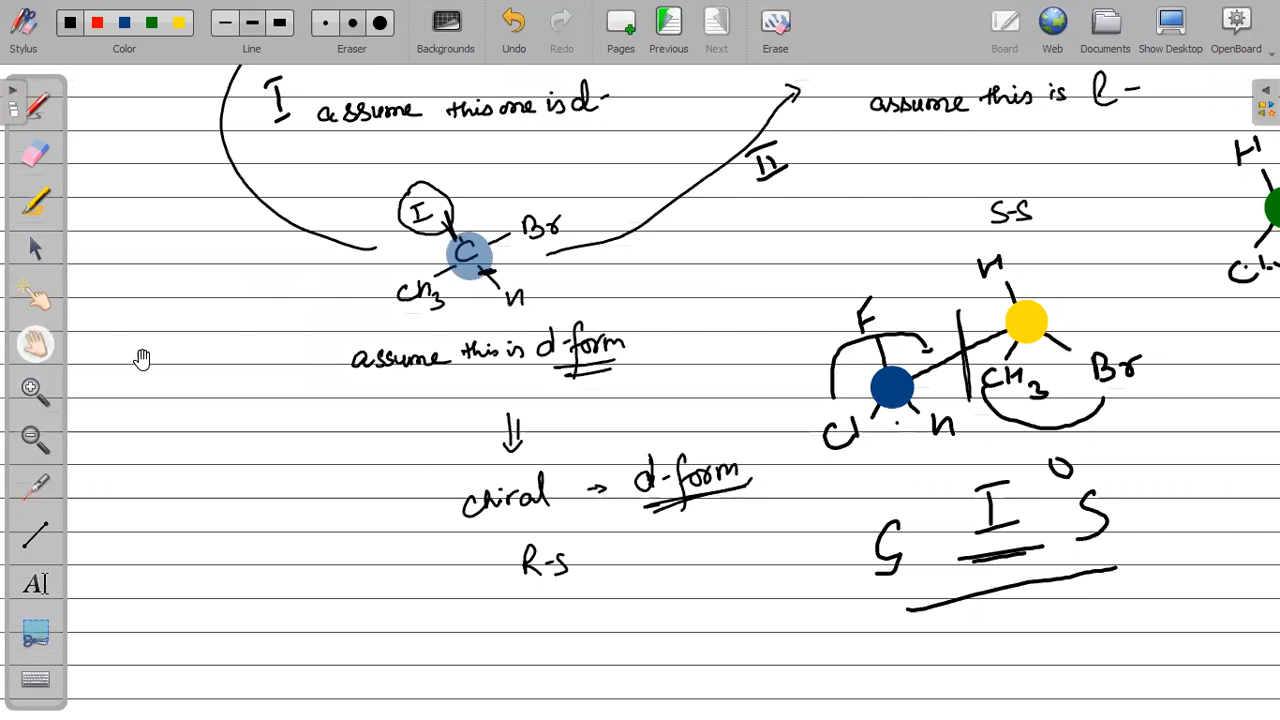 Stylus
Color
Line
Eraser
Backgrounds
Undo
Redo
Pages
Previous
Next
Erase
Board
Web
Documents
Show Desktop
OpenBoard
I assume this one is d-
assume this is l-
II
H
S-S
I
Br
C
CH3
H
H
F
CH3
Br
Cl
H
assume this is d-form
chiral → d-form
R-S
S I S
A